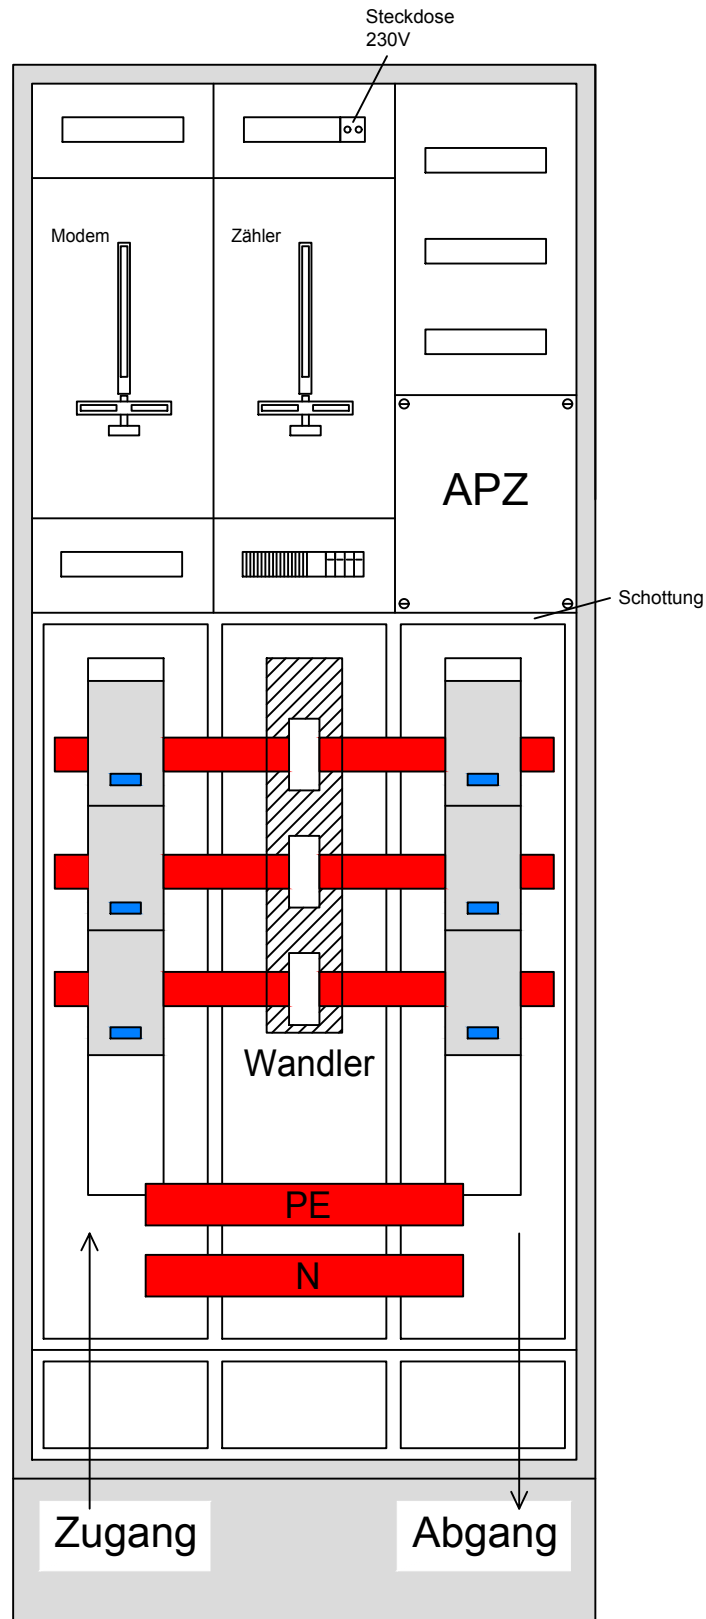 Steckdose
230V
Modem
Zähler
APZ
Schottung
Wandler
PE
N
Zugang
Abgang